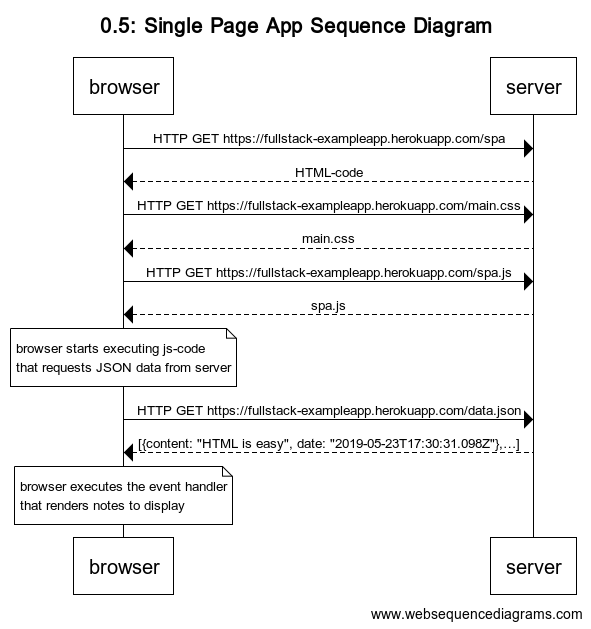 0.5: Single Page App Sequence Diagram
browser
server
HTTP GET https://fullstack-exampleapp.herokuapp.com/spa
HTML-code
HTTP GET https://fullstack-exampleapp.herokuapp.com/main.css
main.css
HTTP GET https://fullstack-exampleapp.herokuapp.com/spa.js
spa.js
browser starts executing js-code
that requests JSON data from server
HTTP GET https://fullstack-exampleapp.herokuapp.com/data.json
[{content: "HTML is easy", date: "2019-05-23T17:30:31.098Z"},...]
browser executes the event handler
that renders notes to display
browser
server
www.websequencediagrams.com